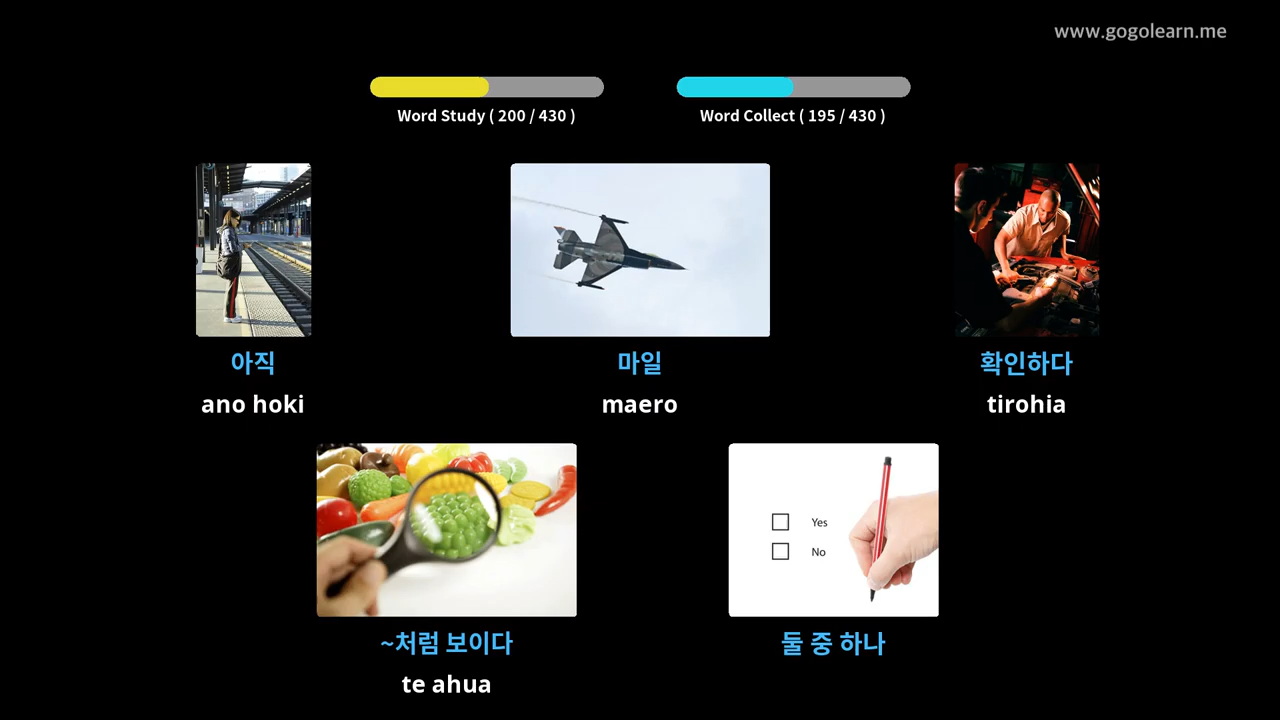 www.gogolearn.me
Word Study ( 200 / 430 )
Word Collect ( 195 / 430 )
아직
ano hoki
마일
maero
확인하다
tirohia
~처럼 보이다
te ahua
Yes
No
둘 중 하나